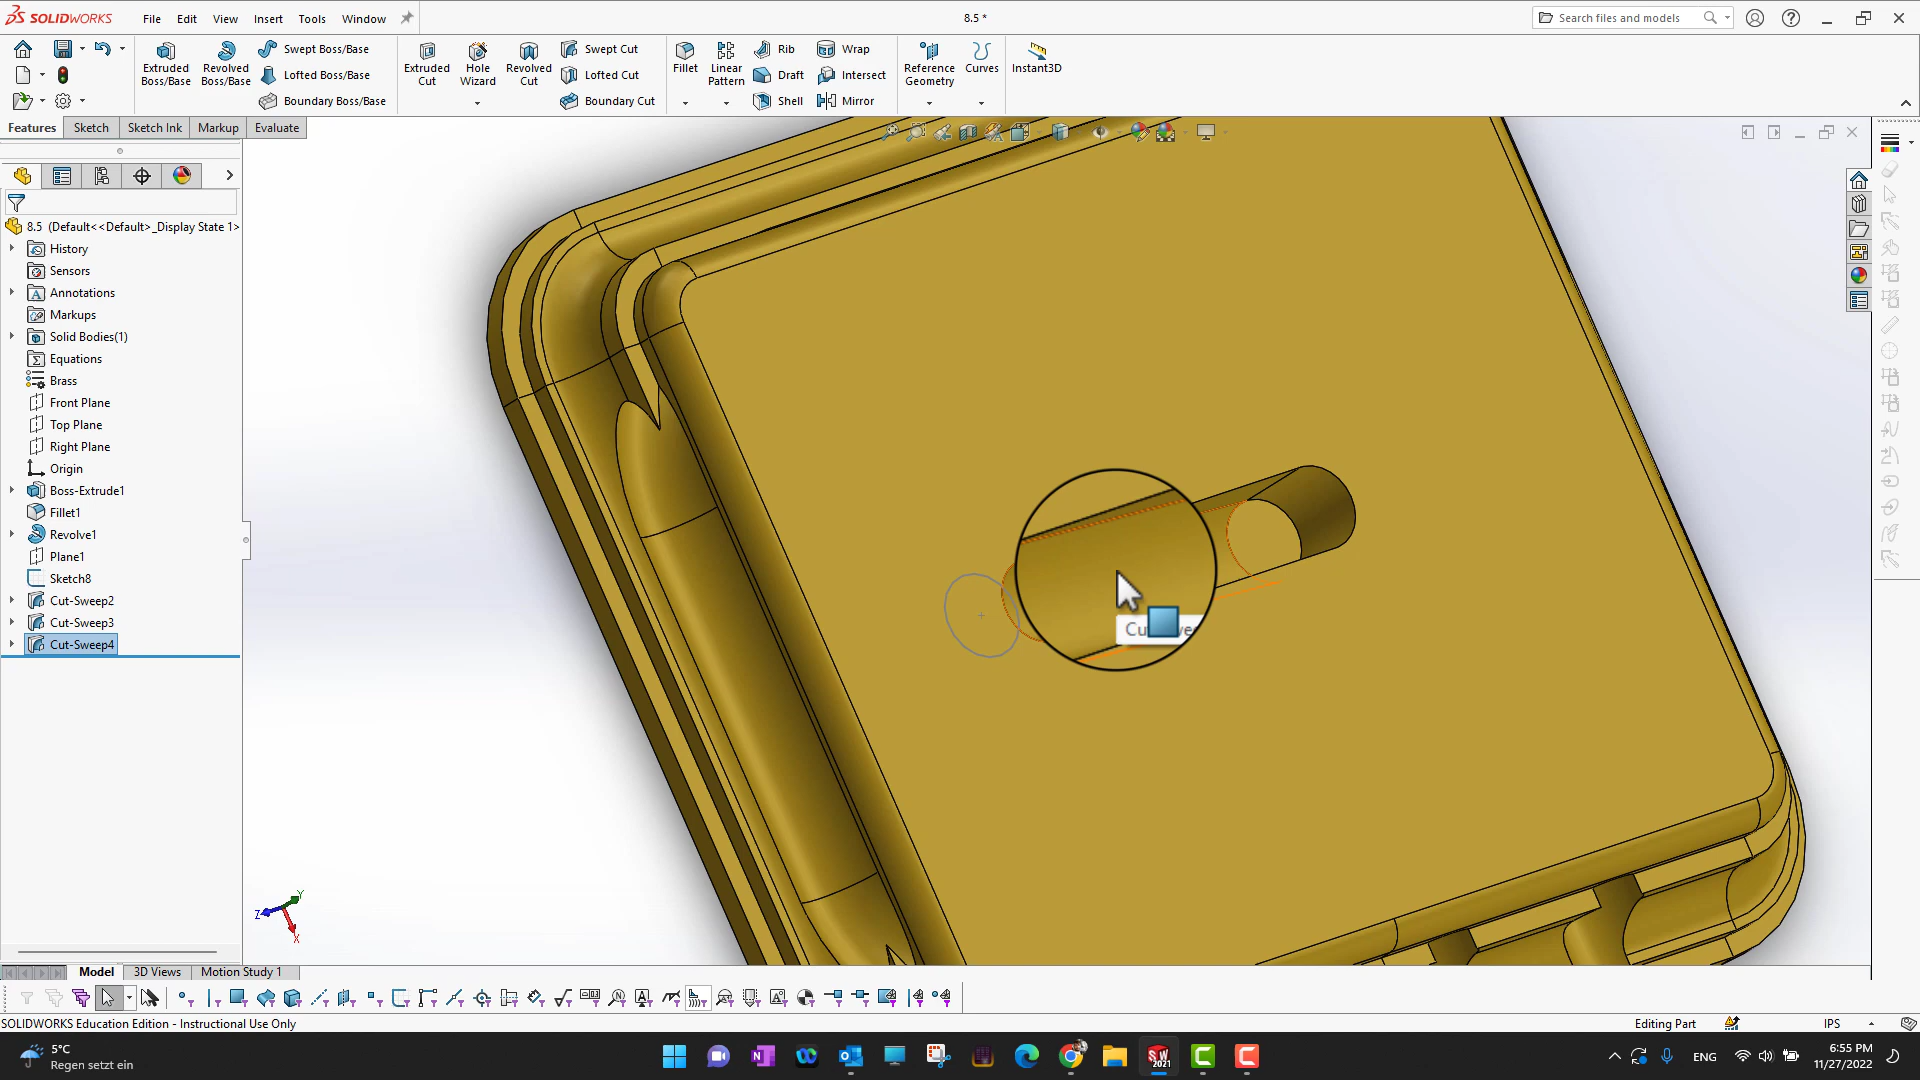 SOLIDWORKS File Edit View Insert Tools Window 8.5 * Search files and models
Extruded Boss/Base
Revolved Boss/Base
Swept Boss/Base
Lofted Boss/Base
Boundary Boss/Base
Extruded Cut
Hole Wizard
Revolved Cut
Swept Cut
Lofted Cut
Boundary Cut
Fillet
Linear Pattern
Rib
Draft
Shell
Wrap
Intersect
Mirror
Reference Geometry
Curves
Instant3D
Features Sketch Sketch Ink Markup Evaluate
8.5 (Default<<Default>_Display State 1>
History
Sensors
Annotations
Markups
Solid Bodies(1)
Equations
Brass
Front Plane
Top Plane
Right Plane
Origin
Boss-Extrude1
Fillet1
Revolve1
Plane1
Sketch8
Cut-Sweep2
Cut-Sweep3
Cut-Sweep4
Y
Z
X
Model 3D Views Motion Study 1
SOLIDWORKS Education Edition - Instructional Use Only Editing Part IPS
5°C
Regen setzt ein
SW
2021
ENG
6:55 PM
11/27/2022